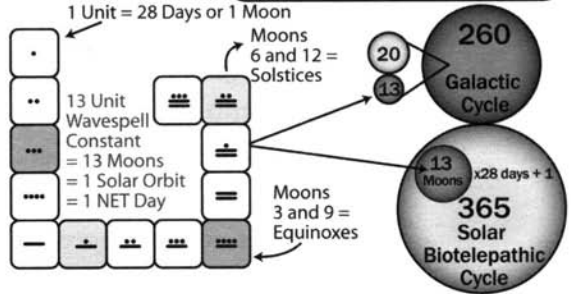 1 Unit = 28 Days or 1 Moon
Moons
6 and 12 =
Solstices
13 Unit
Wavespell
Constant
= 13 Moons
= 1 Solar Orbit
= 1 NET Day
Moons
3 and 9 =
Equinoxes
20
13
260
Galactic
Cycle
13
Moons
x28 days + 1
365
Solar
Biotelepathic
Cycle